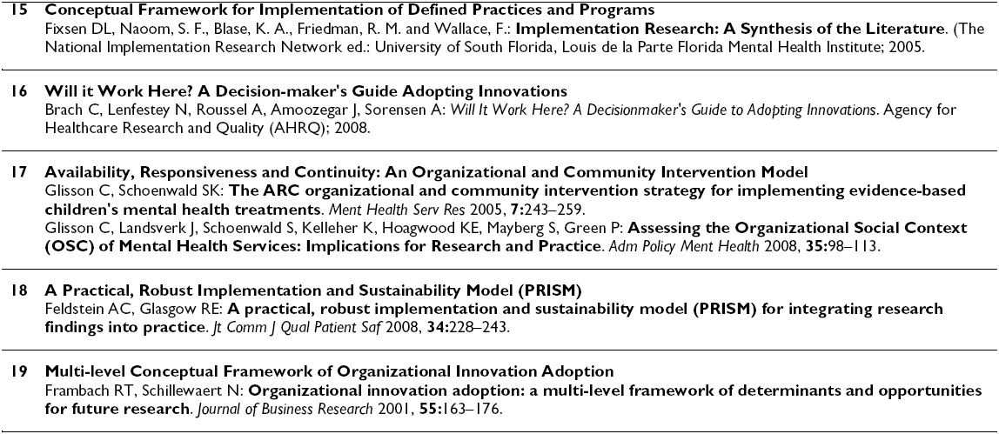 15 Conceptual Framework for Implementation of Defined Practices and Programs
Fixsen DL, Naoom, S. F., Blase, K. A., Friedman, R. M. and Wallace, F.: Implementation Research: A Synthesis of the Literature. (The
National Implementation Research Network ed.: University of South Florida, Louis de la Parte Florida Mental Health Institute; 2005.
16 Will it Work Here? A Decision-maker's Guide Adopting Innovations
Brach C, Lenfestey N, Roussel A, Amoozegar J, Sorensen A: Will It Work Here? A Decisionmaker's Guide to Adopting Innovations. Agency for
Healthcare Research and Quality (AHRQ); 2008.
17 Availability, Responsiveness and Continuity: An Organizational and Community Intervention Model
Glisson C, Schoenwald SK: The ARC organizational and community intervention strategy for implementing evidence-based
children's mental health treatments. Ment Health Serv Res 2005, 7:243–259.
Glisson C, Landsverk J, Schoenwald S, Kelleher K, Hoagwood KE, Mayberg S, Green P: Assessing the Organizational Social Context
(OSC) of Mental Health Services: Implications for Research and Practice. Adm Policy Ment Health 2008, 35:98–113.
18 A Practical, Robust Implementation and Sustainability Model (PRISM)
Feldstein AC, Glasgow RE: A practical, robust implementation and sustainability model (PRISM) for integrating research
findings into practice. Jt Comm J Qual Patient Saf 2008, 34:228–243.
19 Multi-level Conceptual Framework of Organizational Innovation Adoption
Frambach RT, Schillewaert N: Organizational innovation adoption: a multi-level framework of determinants and opportunities
for future research. Journal of Business Research 2001, 55:163–176.